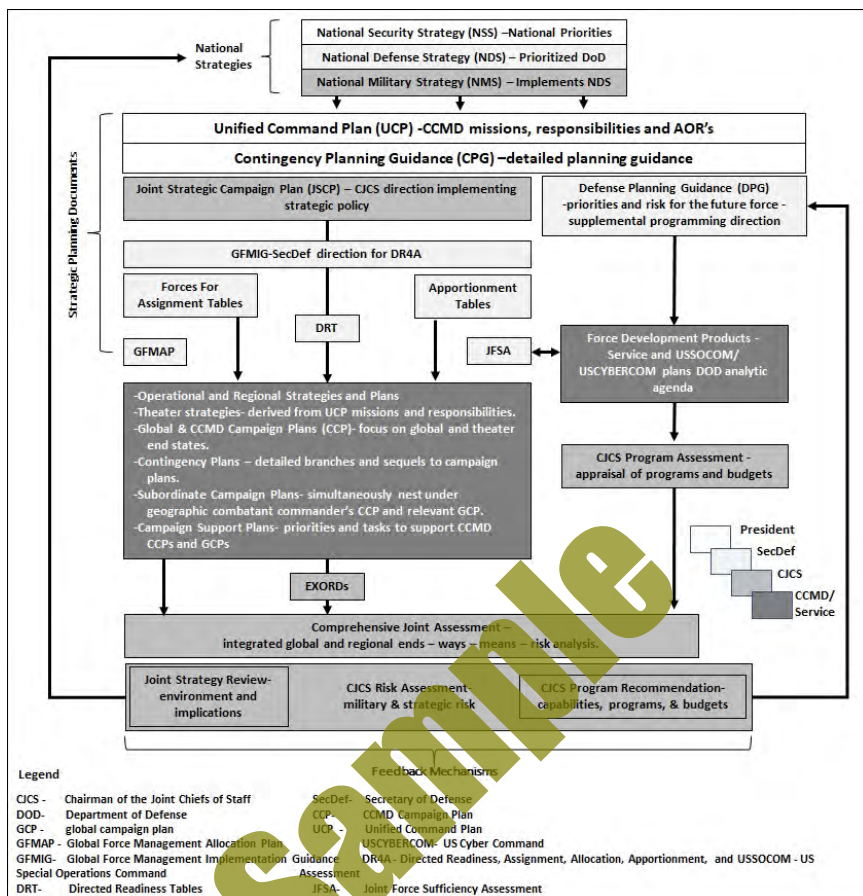 National Security Strategy (NSS) –National Priorities
National
Strategies
National Defense Strategy (NDS) – Prioritized DoD
National Military Strategy (NMS) – Implements NDS
Strategic Planning Documents
Unified Command Plan (UCP) -CCMD missions, responsibilities and AOR's
Contingency Planning Guidance (CPG) –detailed planning guidance
Joint Strategic Campaign Plan (JSCP) – CJCS direction implementing
strategic policy
Defense Planning Guidance (DPG)
-priorities and risk for the future force -
supplemental programming direction
GFMIG-SecDef direction for DR4A
Forces For
Assignment Tables
Apportionment
Tables
DRT
GFMAP
JFSA
Force Development Products -
Service and USSOCOM/
USCYBERCOM plans DOD analytic
agenda
-Operational and Regional Strategies and Plans
-Theater strategies- derived from UCP missions and responsibilities.
-Global & CCMD Campaign Plans (CCP)- focus on global and theater
end states.
-Contingency Plans – detailed branches and sequels to campaign
plans.
-Subordinate Campaign Plans- simultaneously nest under
geographic combatant commander's CCP and relevant GCP.
-Campaign Support Plans- priorities and tasks to support CCMD
CCPs and GCPs
CJCS Program Assessment -
appraisal of programs and budgets
President
SecDef
CJCS
CCMD/
Service
EXORDs
Comprehensive Joint Assessment –
integrated global and regional ends – ways – means – risk analysis.
Joint Strategy Review-
environment and
implications
CJCS Risk Assessment-
military & strategic risk
CJCS Program Recommendation-
capabilities, programs, & budgets
Feedback Mechanisms
Legend
CJCS - Chairman of the Joint Chiefs of Staff SecDef- Secretary of Defense
DOD- Department of Defense CCP- CCMD Campaign Plan
GCP - global campaign plan UCP - Unified Command Plan
GFMAP - Global Force Management Allocation Plan USCYBERCOM- US Cyber Command
GFMIG- Global Force Management Implementation Guidance DR4A - Directed Readiness, Assignment, Allocation, Apportionment, and USSOCOM - US
Special Operations Command Assessment
DRT- Directed Readiness Tables JFSA- Joint Force Sufficiency Assessment
Sample